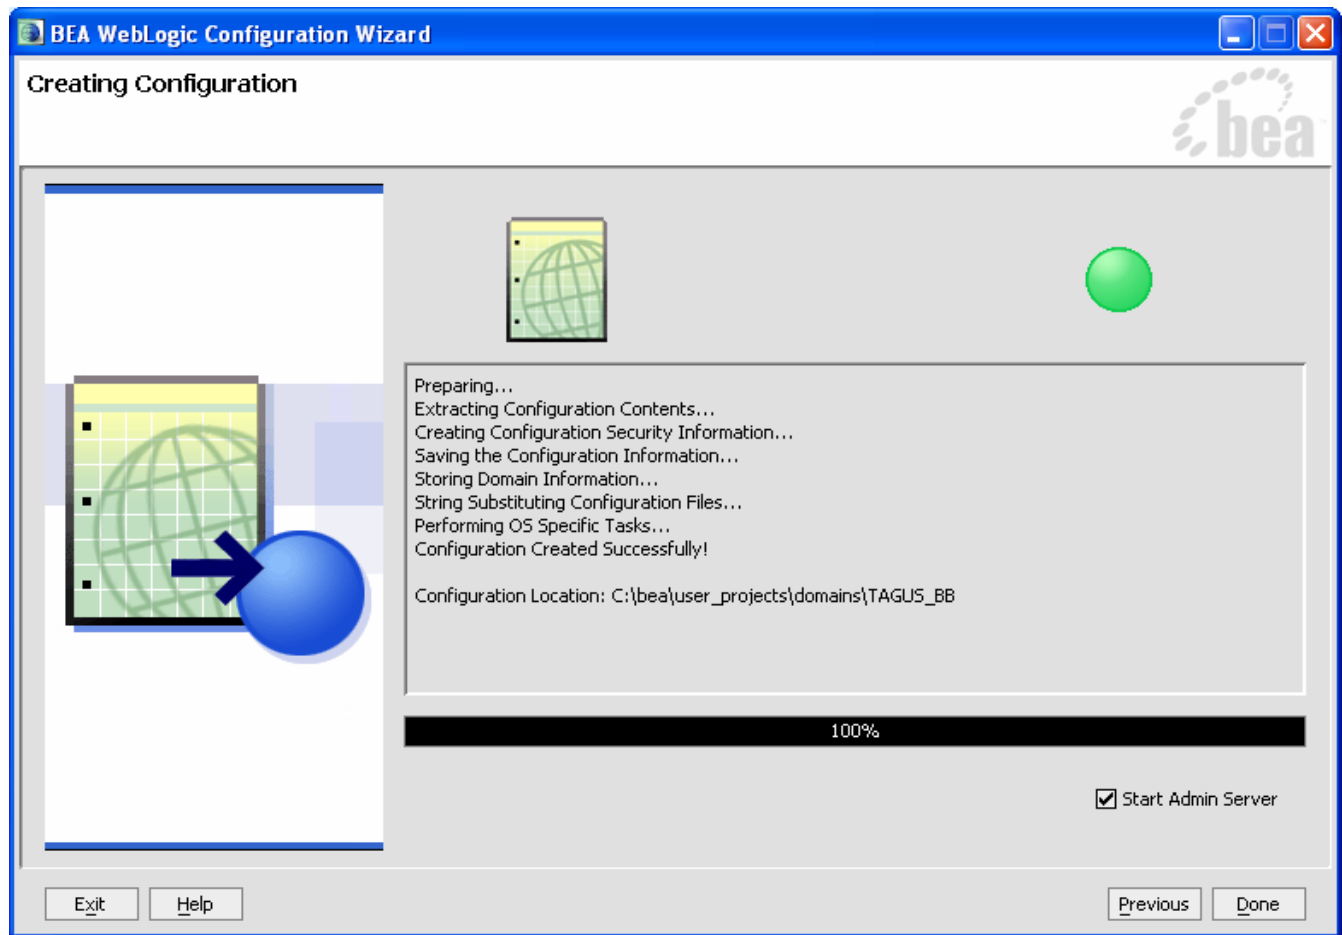 BEA WebLogic Configuration Wizard
Creating Configuration
bea
Preparing...
Extracting Configuration Contents...
Creating Configuration Security Information...
Saving the Configuration Information...
Storing Domain Information...
String Substituting Configuration Files...
Performing OS Specific Tasks...
Configuration Created Successfully!
Configuration Location: C:\bea\user_projects\domains\TAGUS_BB
100%
Start Admin Server
Exit Help Previous Done